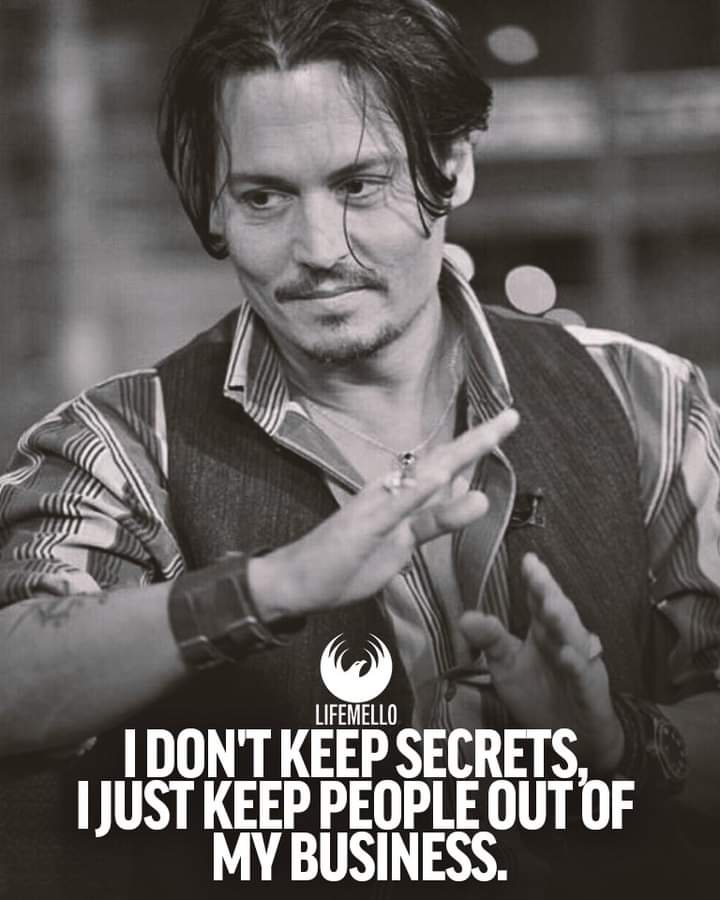 LIFEMELLO
I DON'T KEEP SECRETS,
I JUST KEEP PEOPLE OUT OF
MY BUSINESS.